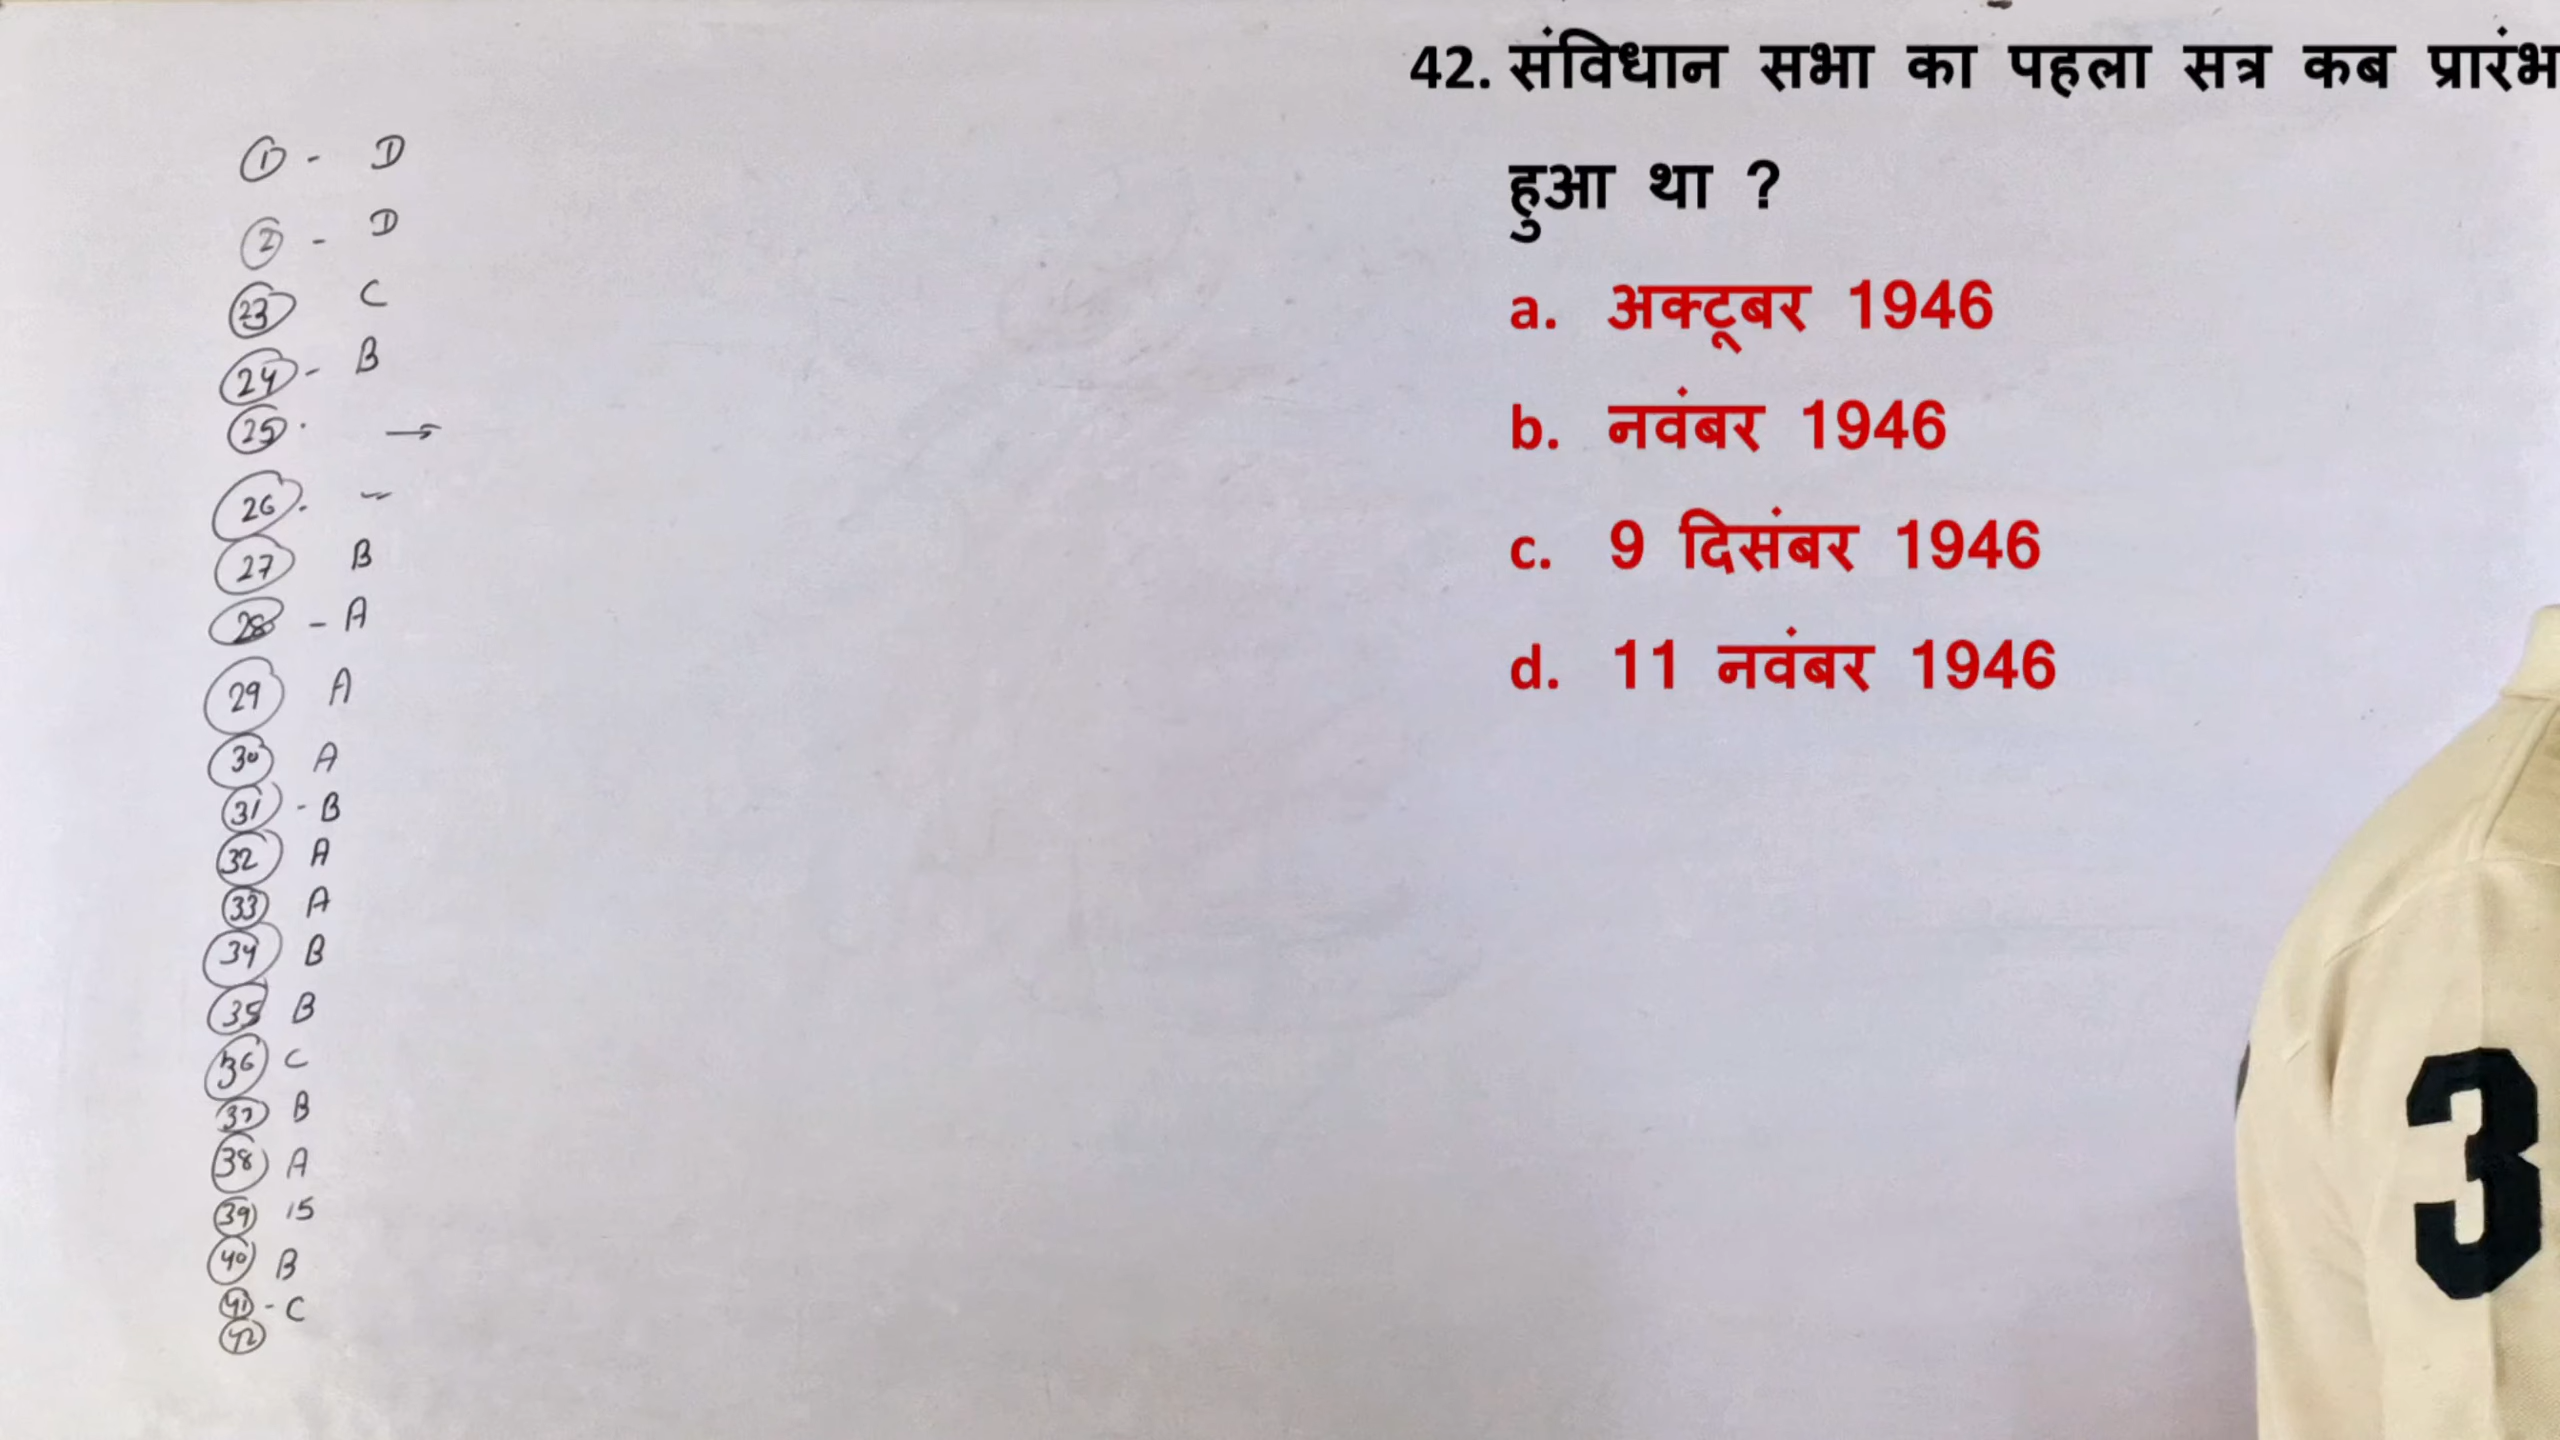 42. संविधान सभा का पहला सत्र कब प्रारंभ
हुआ था ?
a. अक्टूबर 1946
b. नवंबर 1946
c. 9 दिसंबर 1946
d. 11 नवंबर 1946
1 - D
2 - D
23 C
24 - B
25 . →
26 . -
27 B
28 - A
29 A
30 A
31 - B
32 A
33 A
34 B
35 B
36 C
37 B
38 A
39 15
40 B
41 - C
42
3